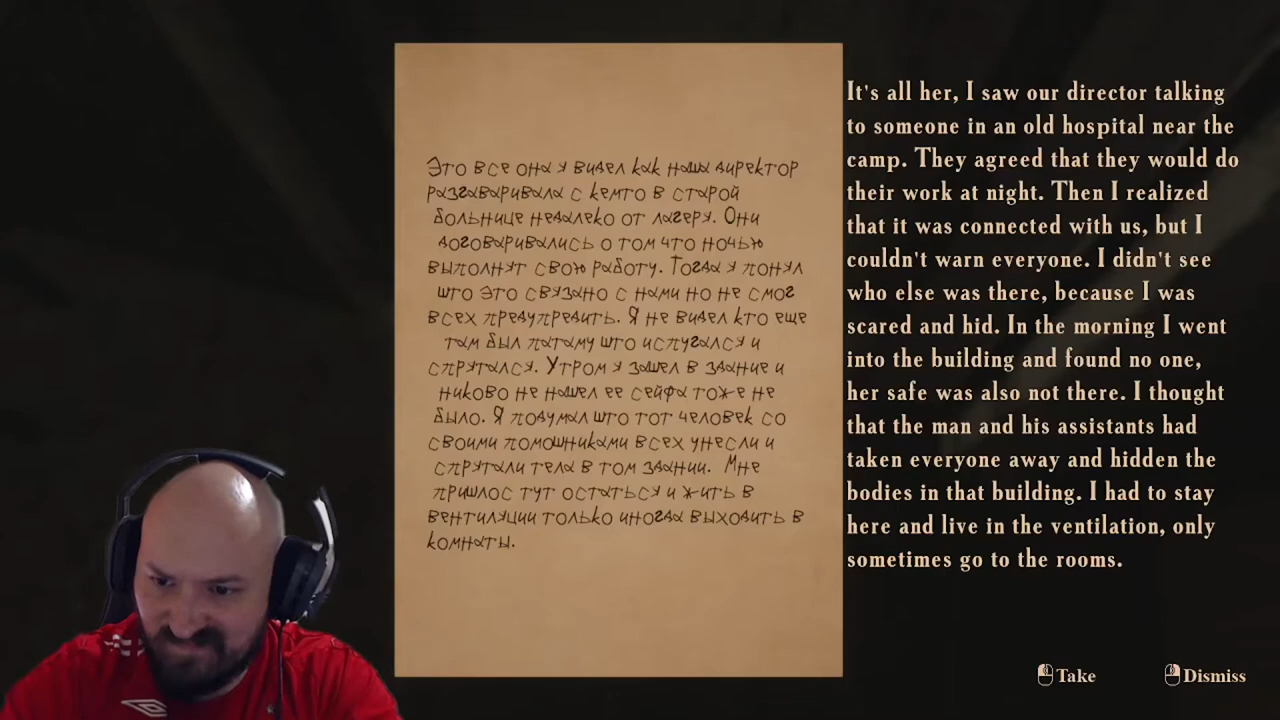 Это все она я видел как наша директор
разгаваривала с кемто в старой
больнице недалеко от лагеря. Они
договаривались о том что ночью
выполнят свою работу. Тогда я понял
што это связано с нами но не смог
всех предупредить. Я не видел кто еще
там был патаму што испугался и
спрятался. Утром я зашел в здание и
никово не нашел ее сейфа тоже не
было. Я подумал што тот человек со
своими помошниками всех унесли и
спрятали тела в том здании. Мне
пришлос тут остаться и жить в
вентиляции только иногда выходить в
комнаты.
It's all her, I saw our director talking
to someone in an old hospital near the
camp. They agreed that they would do
their work at night. Then I realized
that it was connected with us, but I
couldn't warn everyone. I didn't see
who else was there, because I was
scared and hid. In the morning I went
into the building and found no one,
her safe was also not there. I thought
that the man and his assistants had
taken everyone away and hidden the
bodies in that building. I had to stay
here and live in the ventilation, only
sometimes go to the rooms.
Take
Dismiss